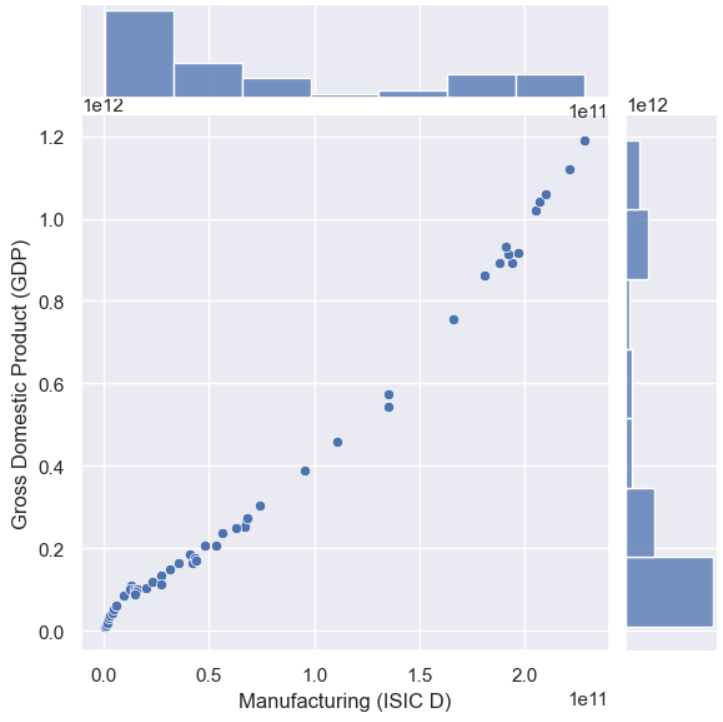 1e12
1e11
1e12
1.2
1.0
0.8
0.6
0.4
0.2
0.0
Gross Domestic Product (GDP)
0.0 0.5 1.0 1.5 2.0
Manufacturing (ISIC D)
1e11